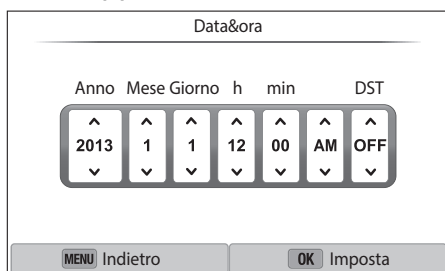 Data&ora
Anno Mese Giorno h min DST
2013 1 1 12 00 AM OFF
MENU Indietro OK Imposta